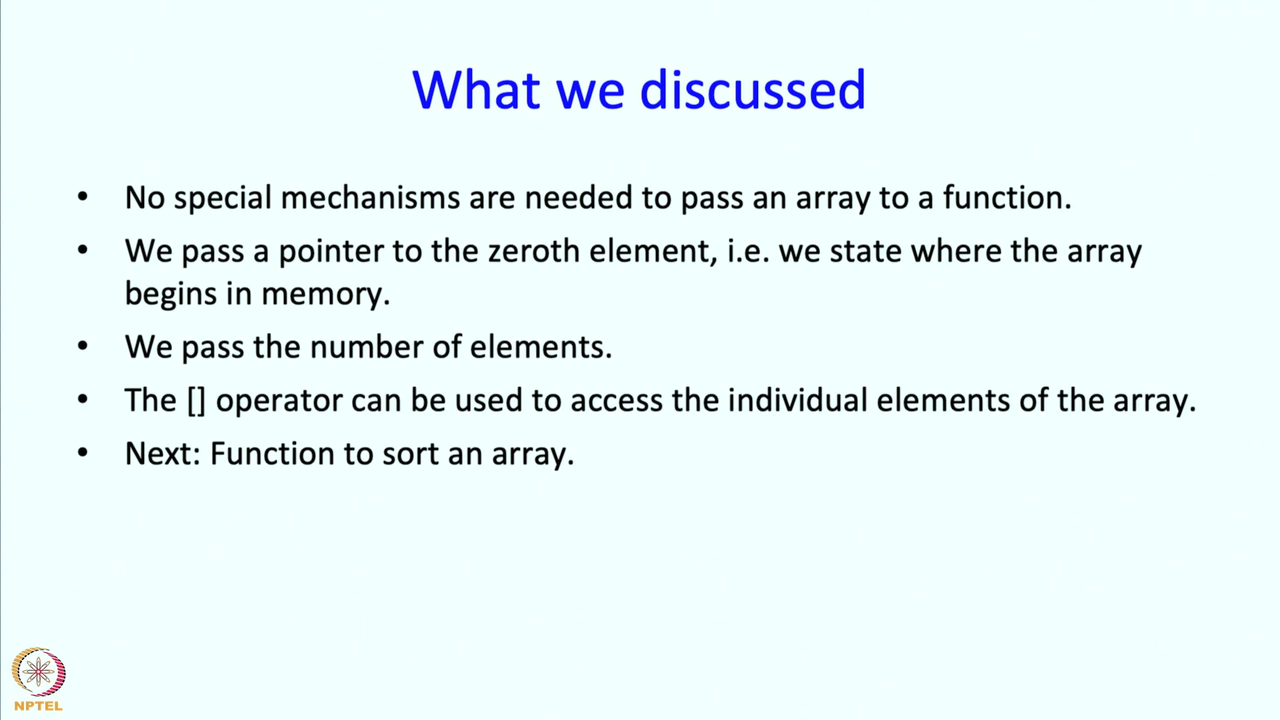 What we discussed
• No special mechanisms are needed to pass an array to a function.
• We pass a pointer to the zeroth element, i.e. we state where the array
begins in memory.
• We pass the number of elements.
• The [] operator can be used to access the individual elements of the array.
• Next: Function to sort an array.
NPTEL